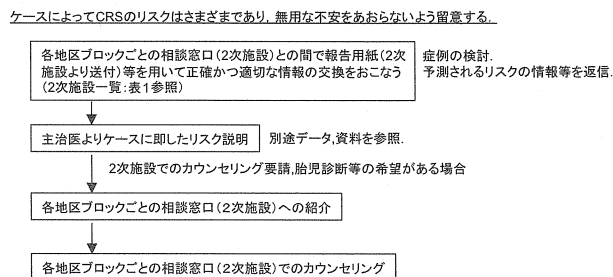 ケースによってCRSのリスクはさまざまであり,無用な不安をあおらないよう留意する.
各地区ブロックごとの相談窓口(2次施設)との間で報告用紙(2次
施設より送付)等を用いて正確かつ適切な情報の交換をおこなう
(2次施設一覧:表1参照)
症例の検討.
予測されるリスクの情報等を返信.
主治医よりケースに即したリスク説明
別途データ,資料を参照.
2次施設でのカウンセリング要請,胎児診断等の希望がある場合
各地区ブロックごとの相談窓口(2次施設)への紹介
各地区ブロックごとの相談窓口(2次施設)でのカウンセリング